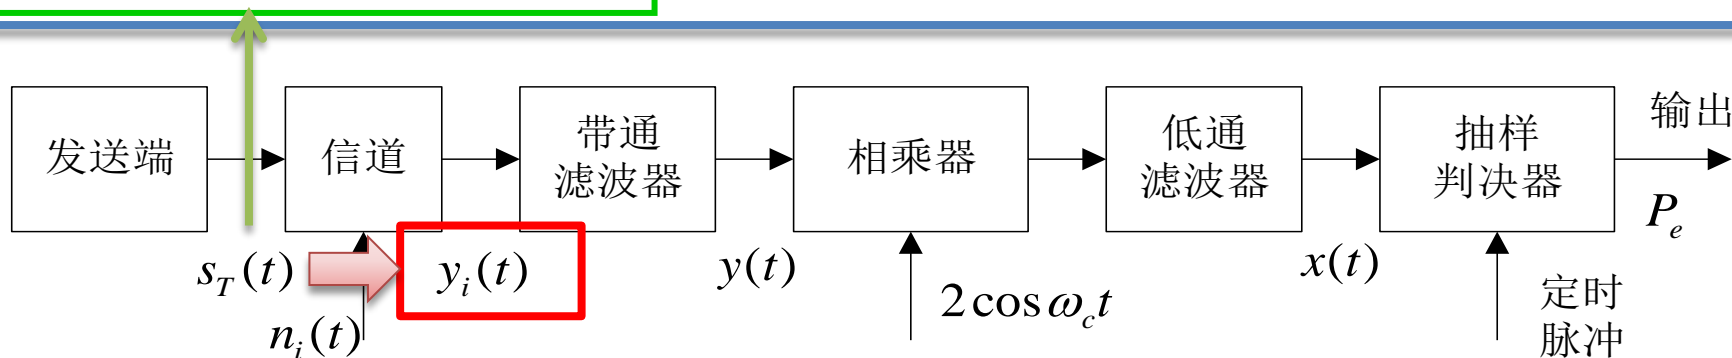 发送端
信道
带通
滤波器
相乘器
低通
滤波器
抽样
判决器
输出
P_e
s_T(t)
y_i(t)
y(t)
x(t)
n_i(t)
2cosω_c t
定时
脉冲